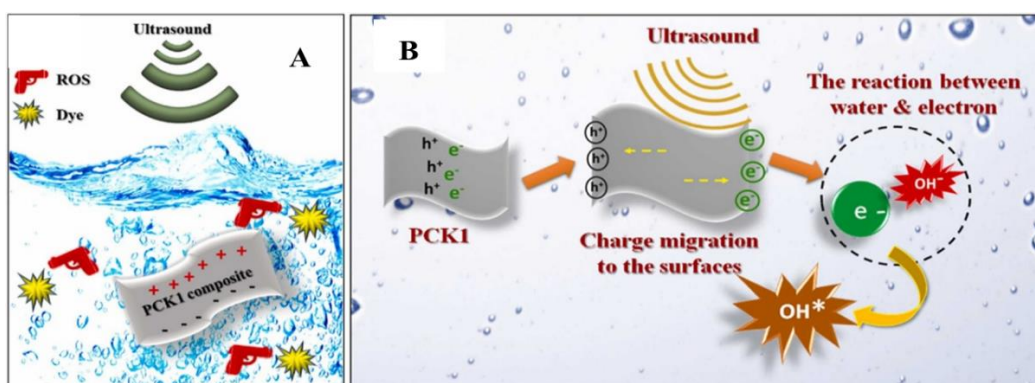 Ultrasound
A
ROS
Dye
+ + + + + +
PCK1 composite
- - - - - -
B
Ultrasound
The reaction between
water & electron
h⁺ e⁻
h⁺ e⁻
h⁺ e⁻
h⁺
h⁺
h⁺
e⁻
e⁻
e⁻
OH⁻
e -
PCK1
Charge migration
to the surfaces
OH*